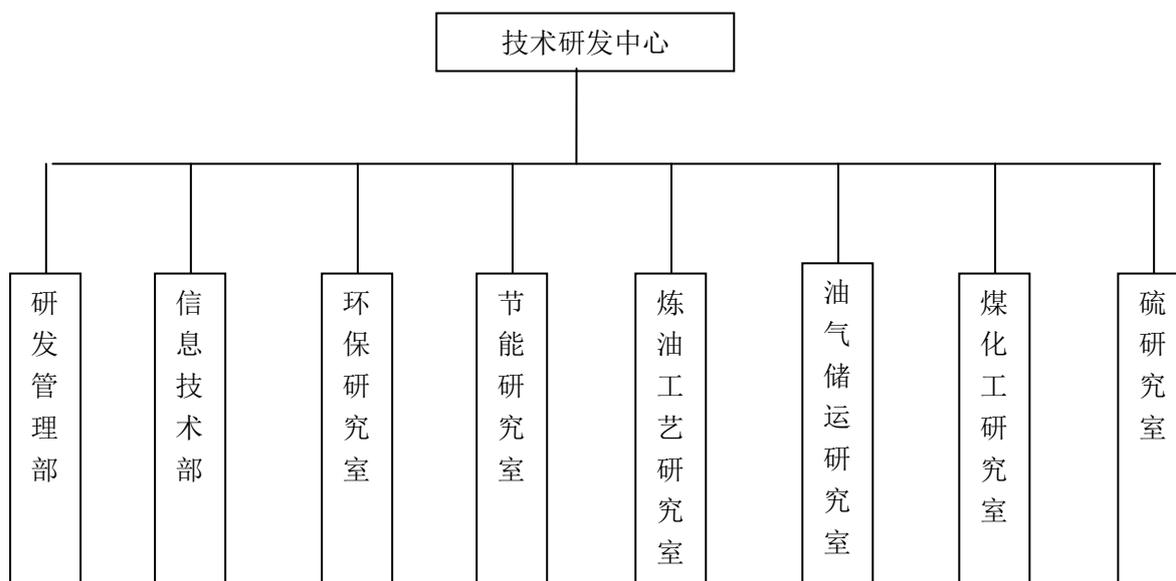 技术研发中心
研发管理部
信息技术部
环保研究室
节能研究室
炼油工艺研究室
油气储运研究室
煤化工研究室
硫研究室